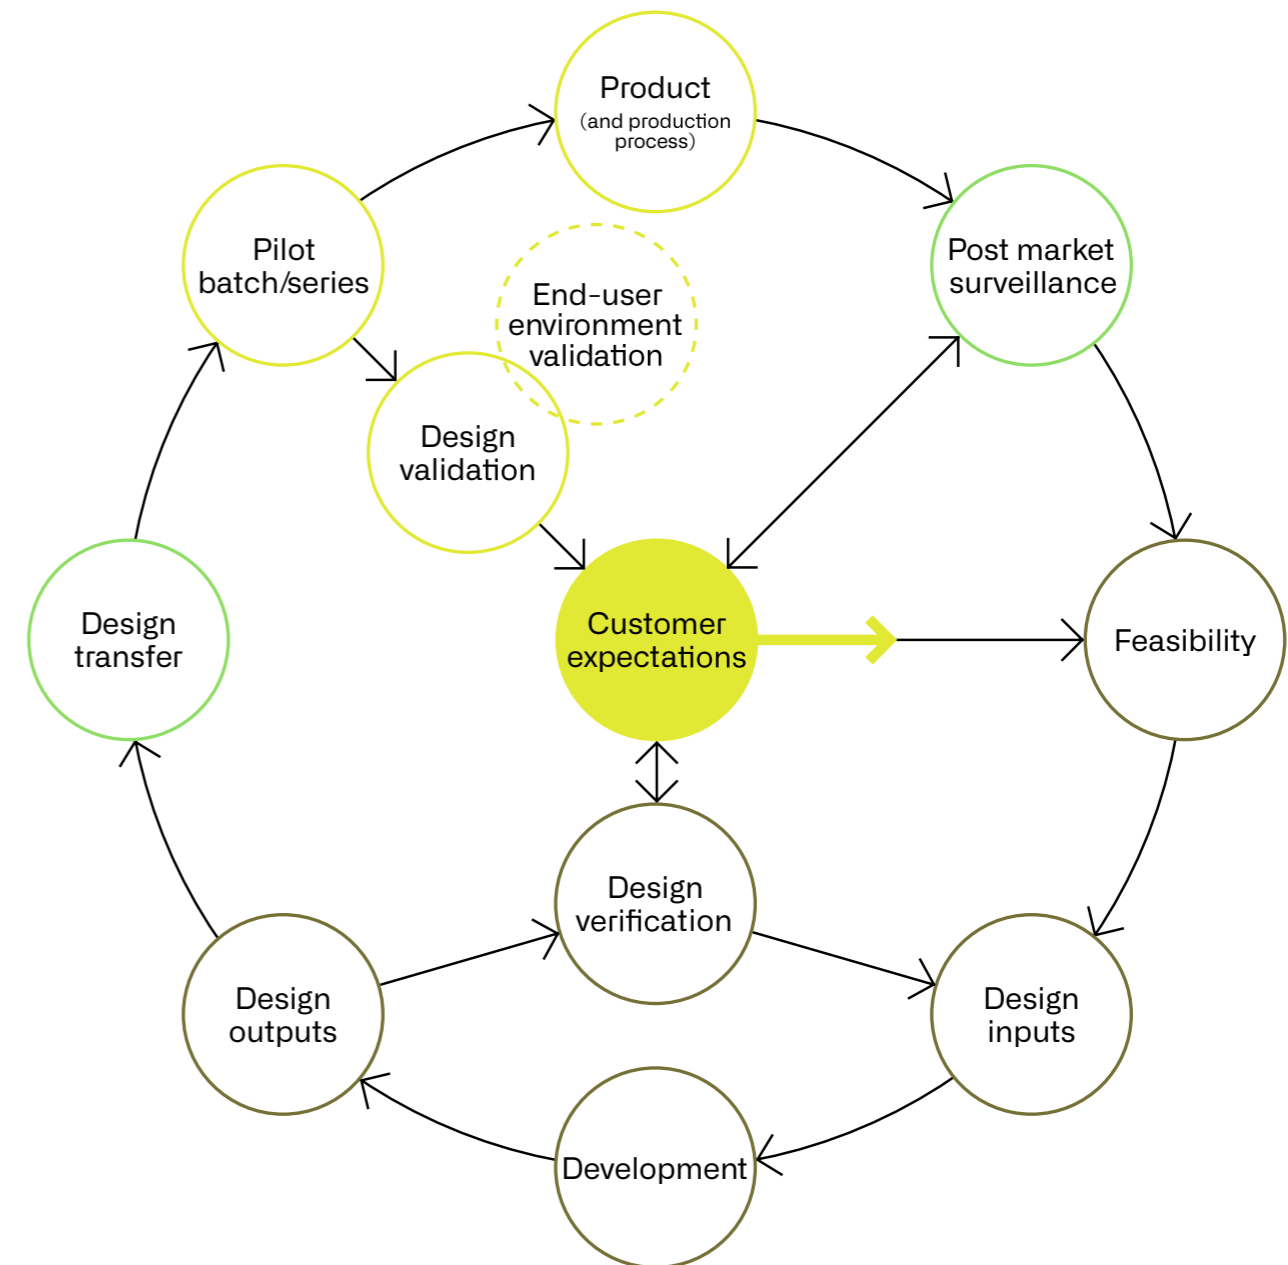 Product
(and production
process)
Pilot
batch/series
Post market
surveillance
End-user
environment
validation
Design
validation
Design
transfer
Customer
expectations
Feasibility
Design
verification
Design
outputs
Design
inputs
Development